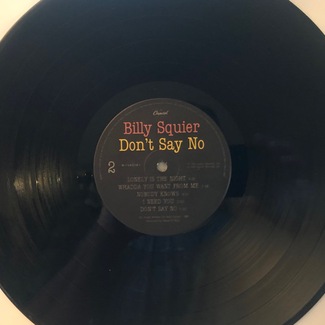 Capitol
Billy Squier
Don't Say No
2
LONELY IS THE NIGHT
WHADDA YOU WANT FROM ME
NOBODY KNOWS
I NEED YOU
DON'T SAY NO